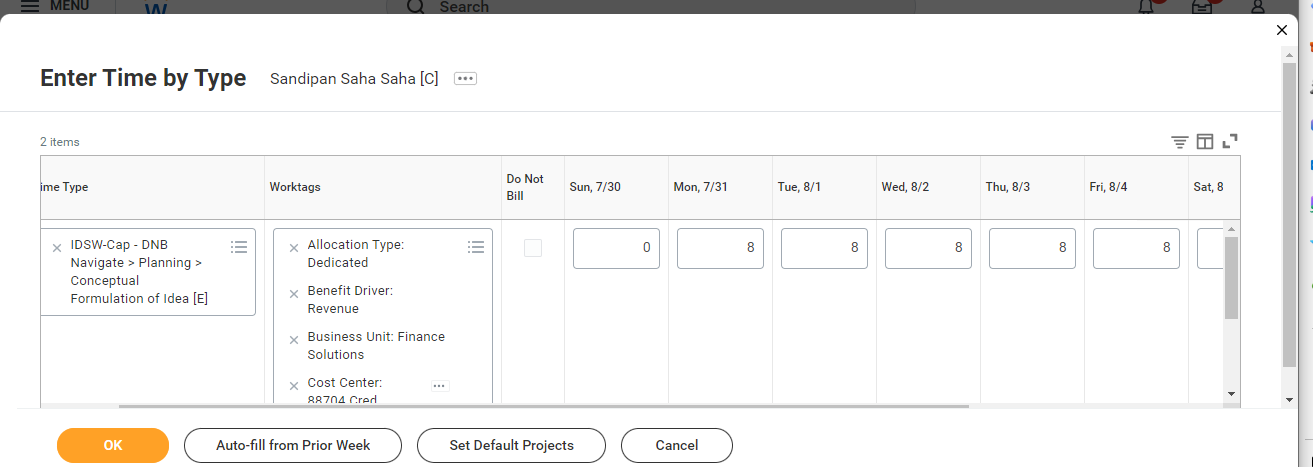 MENU
Search
Enter Time by Type Sandipan Saha Saha [C]
2 items
ime Type Worktags Do Not Bill Sun, 7/30 Mon, 7/31 Tue, 8/1 Wed, 8/2 Thu, 8/3 Fri, 8/4 Sat, 8
IDSW-Cap - DNB
Navigate > Planning >
Conceptual
Formulation of Idea [E]
Allocation Type:
Dedicated
Benefit Driver:
Revenue
Business Unit: Finance
Solutions
Cost Center:
88704 Cred
0 8 8 8 8 8
OK Auto-fill from Prior Week Set Default Projects Cancel